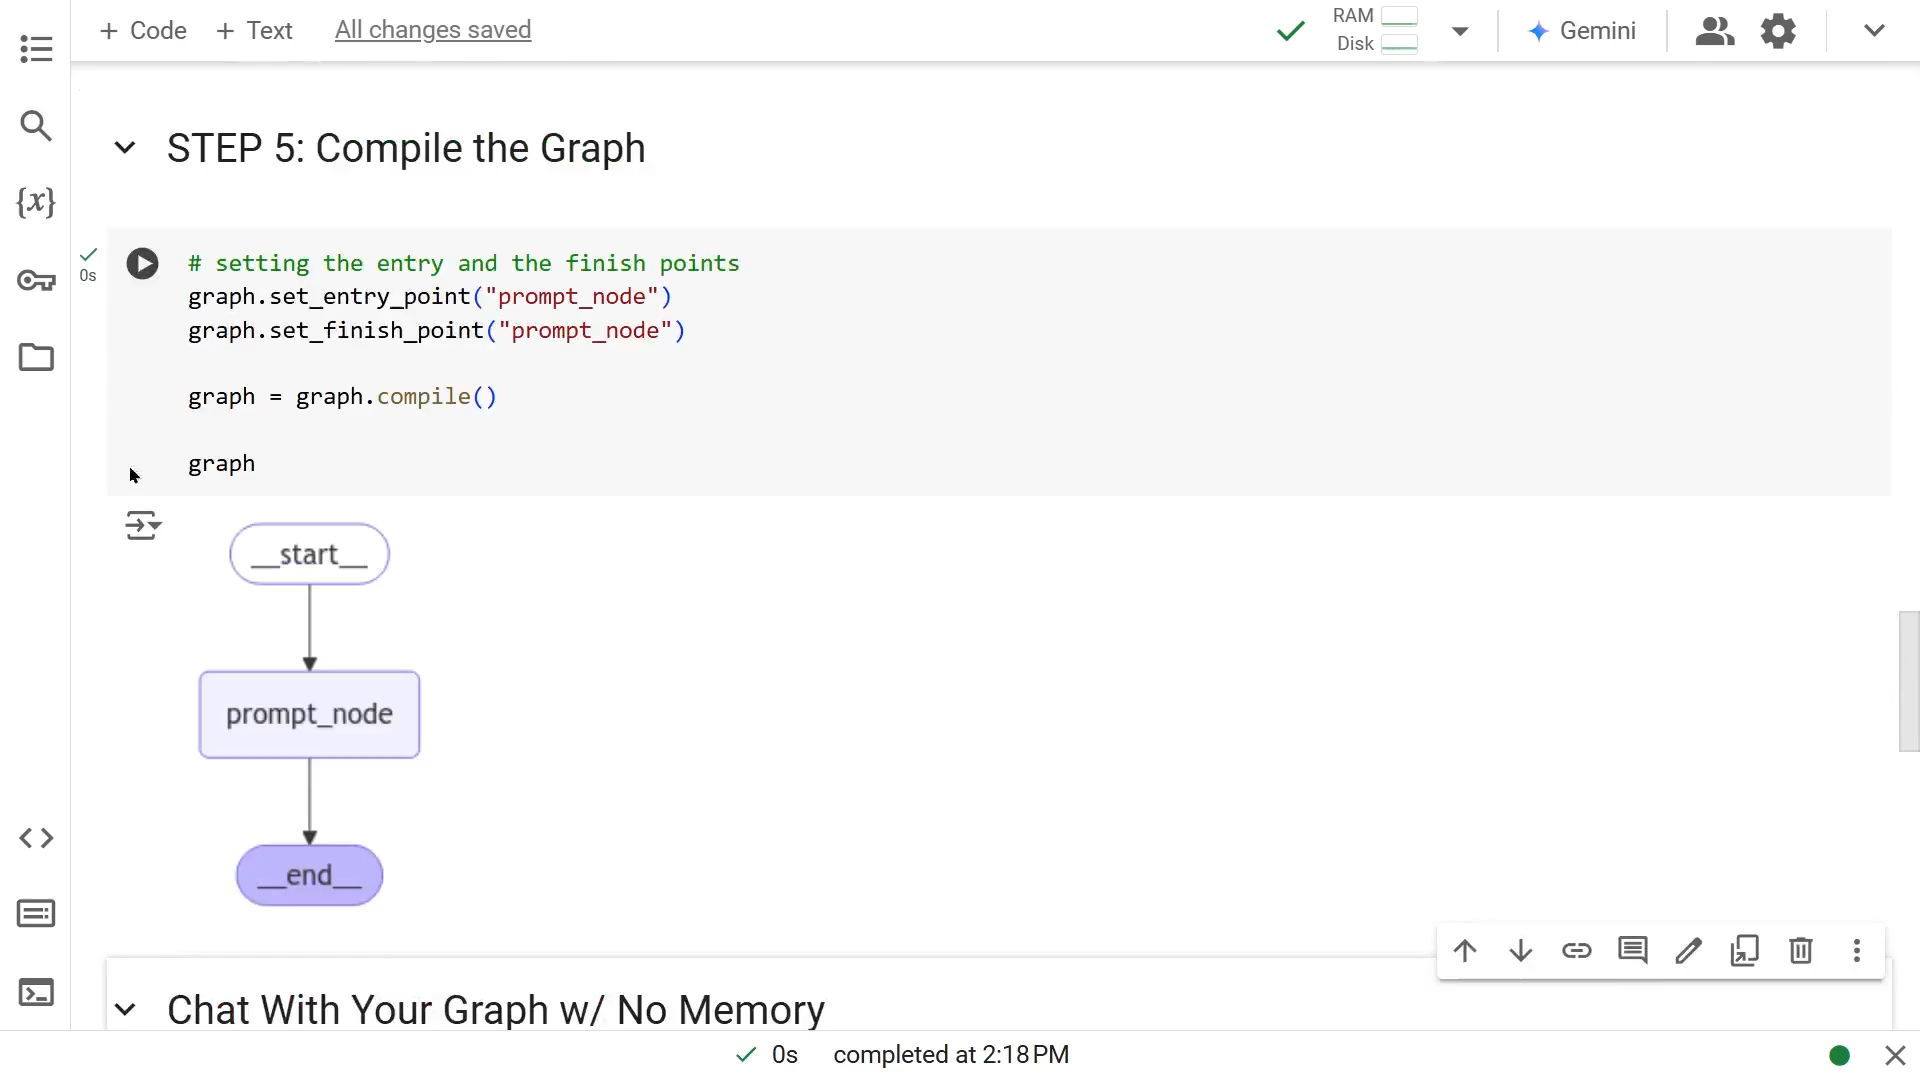 + Code + Text All changes saved
RAM
Disk
Gemini
{x}
STEP 5: Compile the Graph
0s
# setting the entry and the finish points
graph.set_entry_point("prompt_node")
graph.set_finish_point("prompt_node")
graph = graph.compile()
graph
__start__
prompt_node
__end__
Chat With Your Graph w/ No Memory
0s completed at 2:18 PM